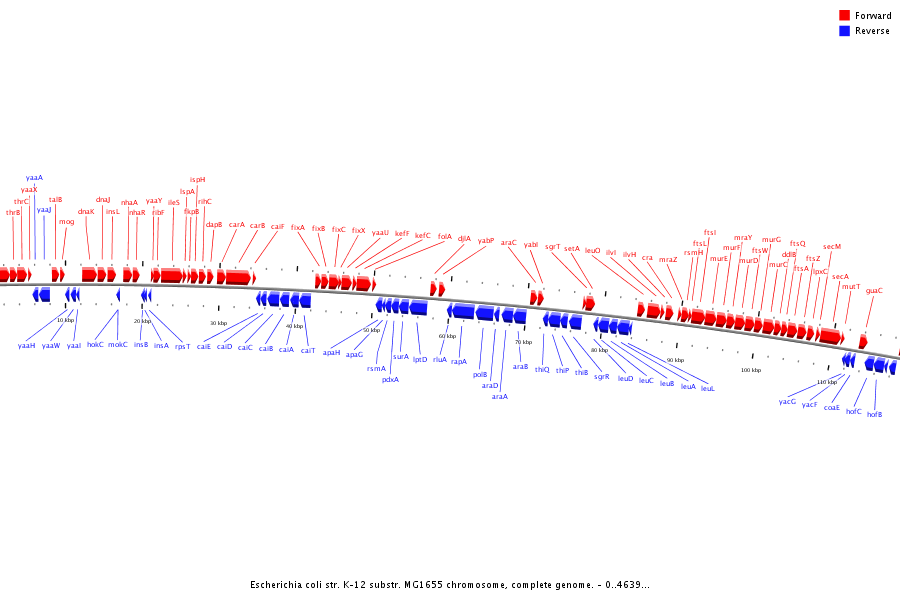 Forward
Reverse
ispH
yaaA
yaaX
lspA
thrC
talB
dnaJ
nhaA
yaaY
ileS
rihC
thrB
yaaJ
dnaK
insL
nhaR
ribF
fkpB
mog
dapB
carA
carB
caiF
fixA
fixB
fixC
fixX
yaaU
kefF
kefC
folA
djlA
yabP
araC
yabI
sgrT
setA
leuO
ilvI
ilvH
cra
mraZ
rsmH
ftsL
ftsI
murE
murF
mraY
murD
ftsW
murG
murC
ddlB
ftsQ
ftsA
ftsZ
lpxC
secM
secA
mutT
guaC
10 kbp
20 kbp
30 kbp
40 kbp
50 kbp
60 kbp
70 kbp
80 kbp
90 kbp
100 kbp
110 kbp
yaaH
yaaW
yaaI
hokC
mokC
insB
insA
rpsT
caiE
caiD
caiC
caiB
caiA
caiT
apaH
apaG
rsmA
pdxA
surA
lptD
rluA
rapA
polB
araD
araA
araB
thiQ
thiP
thiB
sgrR
leuD
leuC
leuB
leuA
leuL
yacG
yacF
coaE
hofC
hofB
Escherichia coli str. K-12 substr. MG1655 chromosome, complete genome. - 0..4639...